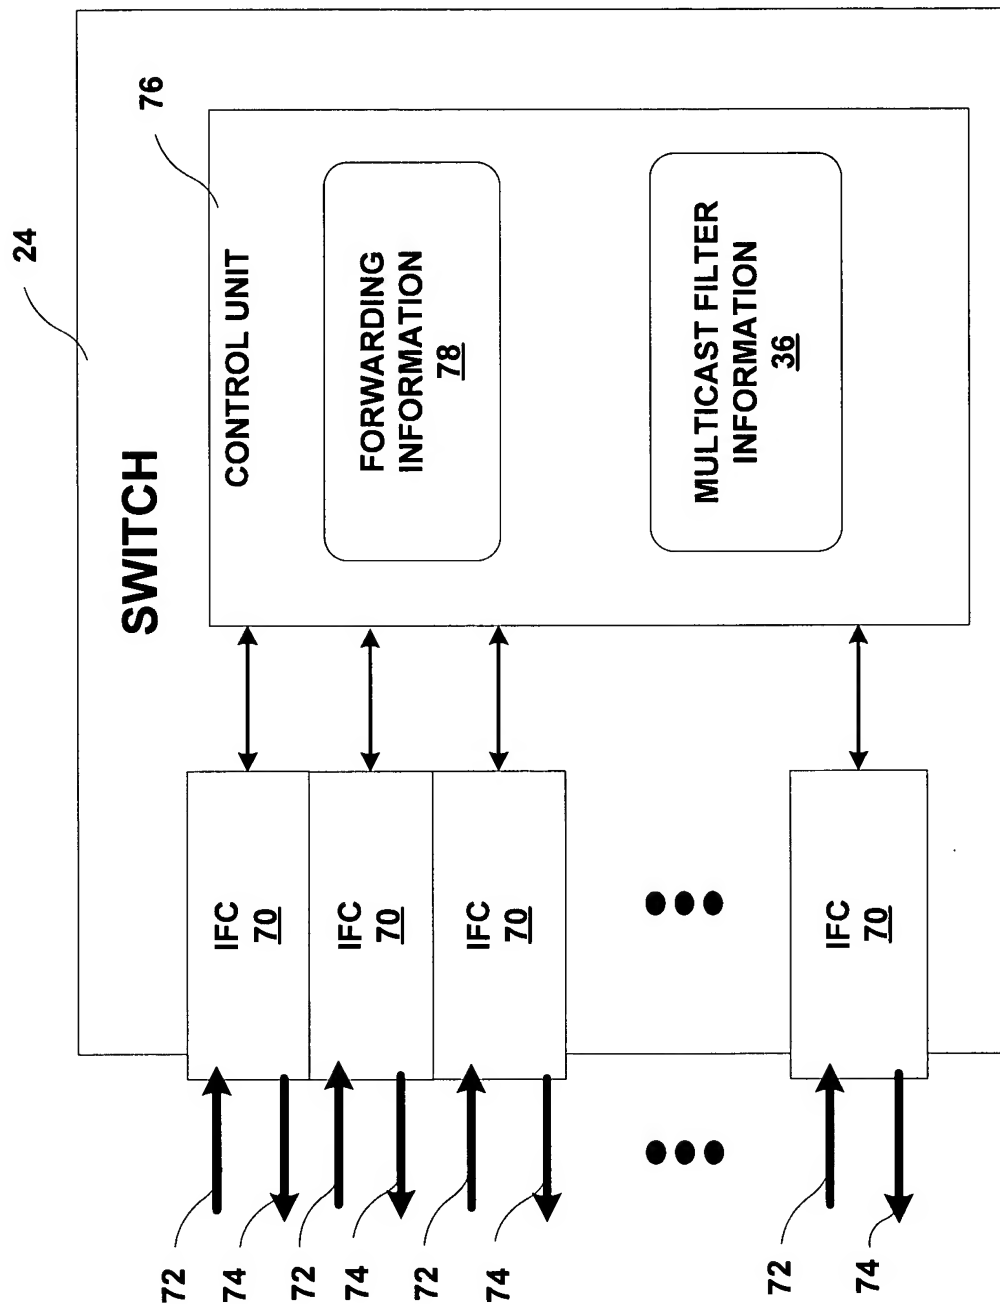 24
SWITCH
76
CONTROL UNIT
FORWARDING
INFORMATION
78
MULTICAST FILTER
INFORMATION
36
IFC
70
IFC
70
IFC
70
IFC
70
72
74
72
74
72
74
72
74